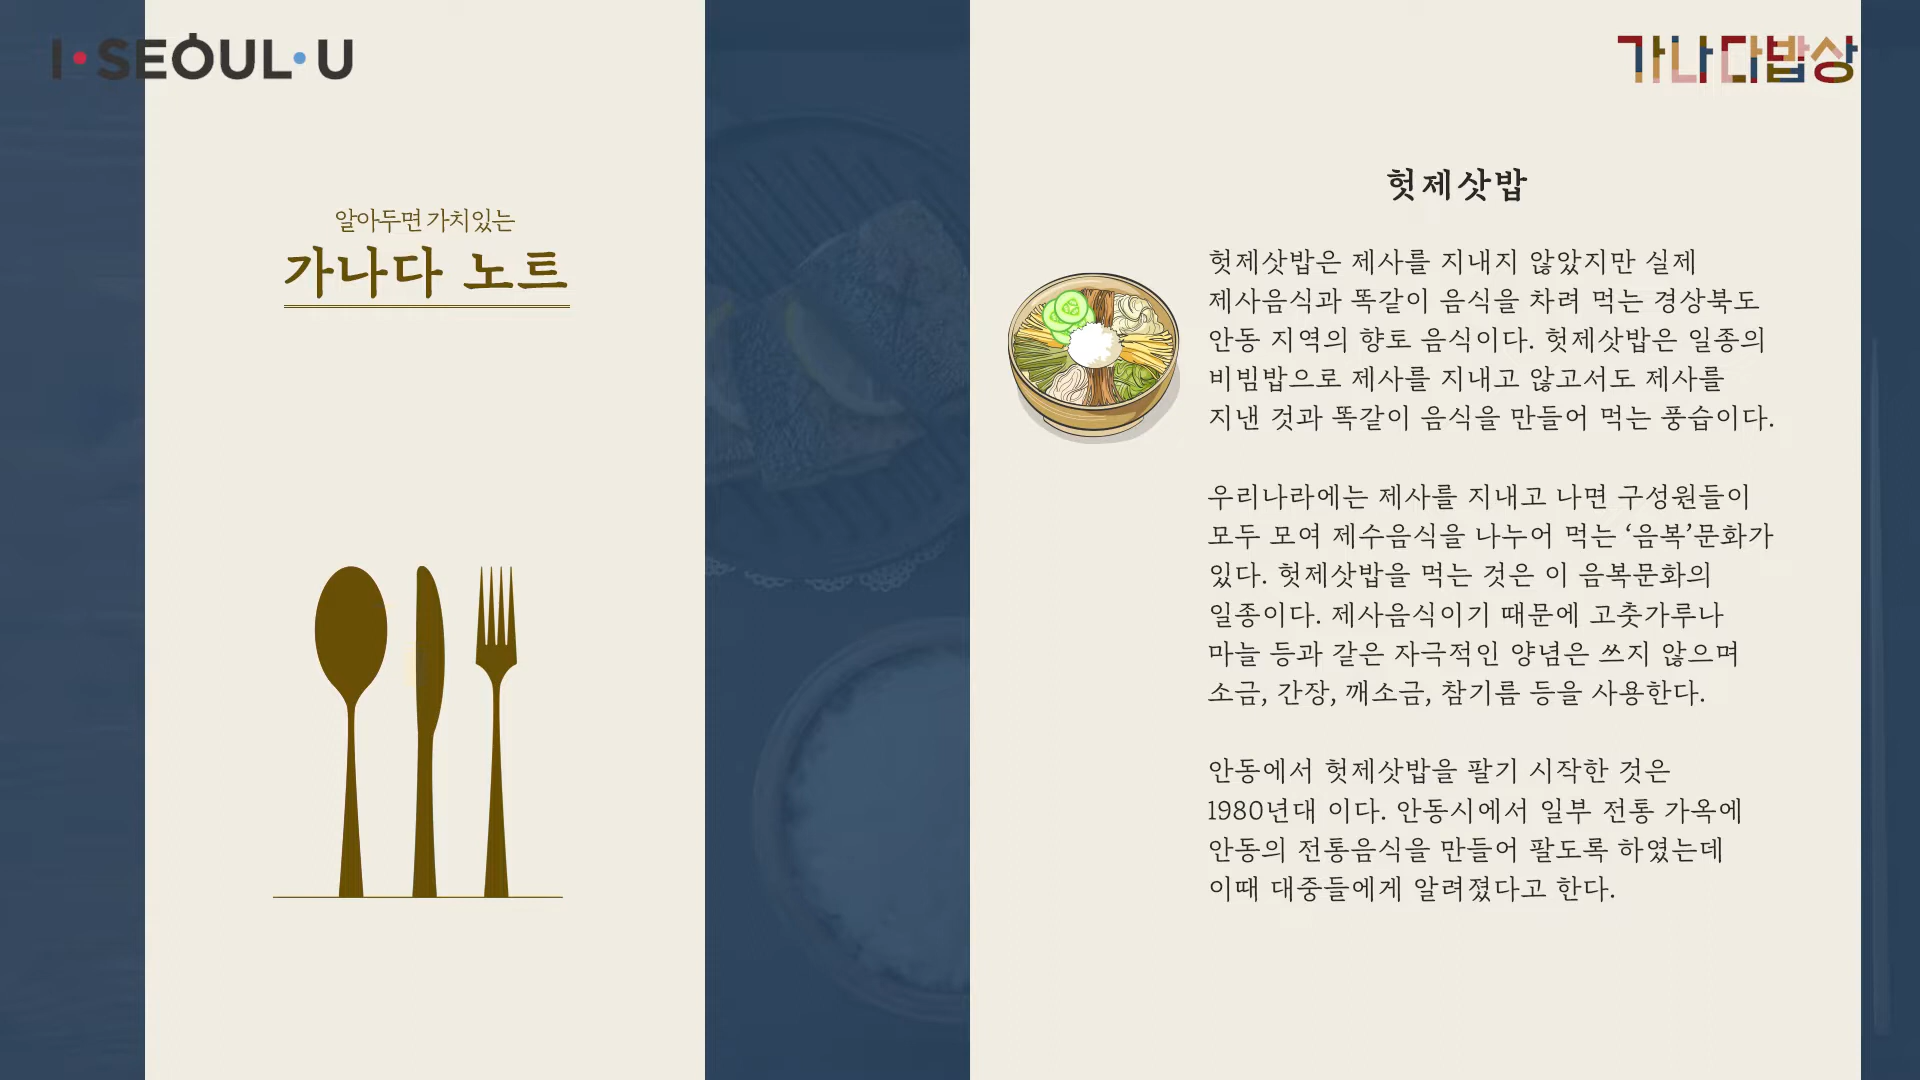 I·SEOUL·U
가나다밥상
알아두면 가치있는
가나다 노트
헛제삿밥
헛제삿밥은 제사를 지내지 않았지만 실제
제사음식과 똑같이 음식을 차려 먹는 경상북도
안동 지역의 향토 음식이다. 헛제삿밥은 일종의
비빔밥으로 제사를 지내고 않고서도 제사를
지낸 것과 똑같이 음식을 만들어 먹는 풍습이다.
우리나라에는 제사를 지내고 나면 구성원들이
모두 모여 제수음식을 나누어 먹는 ‘음복’문화가
있다. 헛제삿밥을 먹는 것은 이 음복문화의
일종이다. 제사음식이기 때문에 고춧가루나
마늘 등과 같은 자극적인 양념은 쓰지 않으며
소금, 간장, 깨소금, 참기름 등을 사용한다.
안동에서 헛제삿밥을 팔기 시작한 것은
1980년대 이다. 안동시에서 일부 전통 가옥에
안동의 전통음식을 만들어 팔도록 하였는데
이때 대중들에게 알려졌다고 한다.